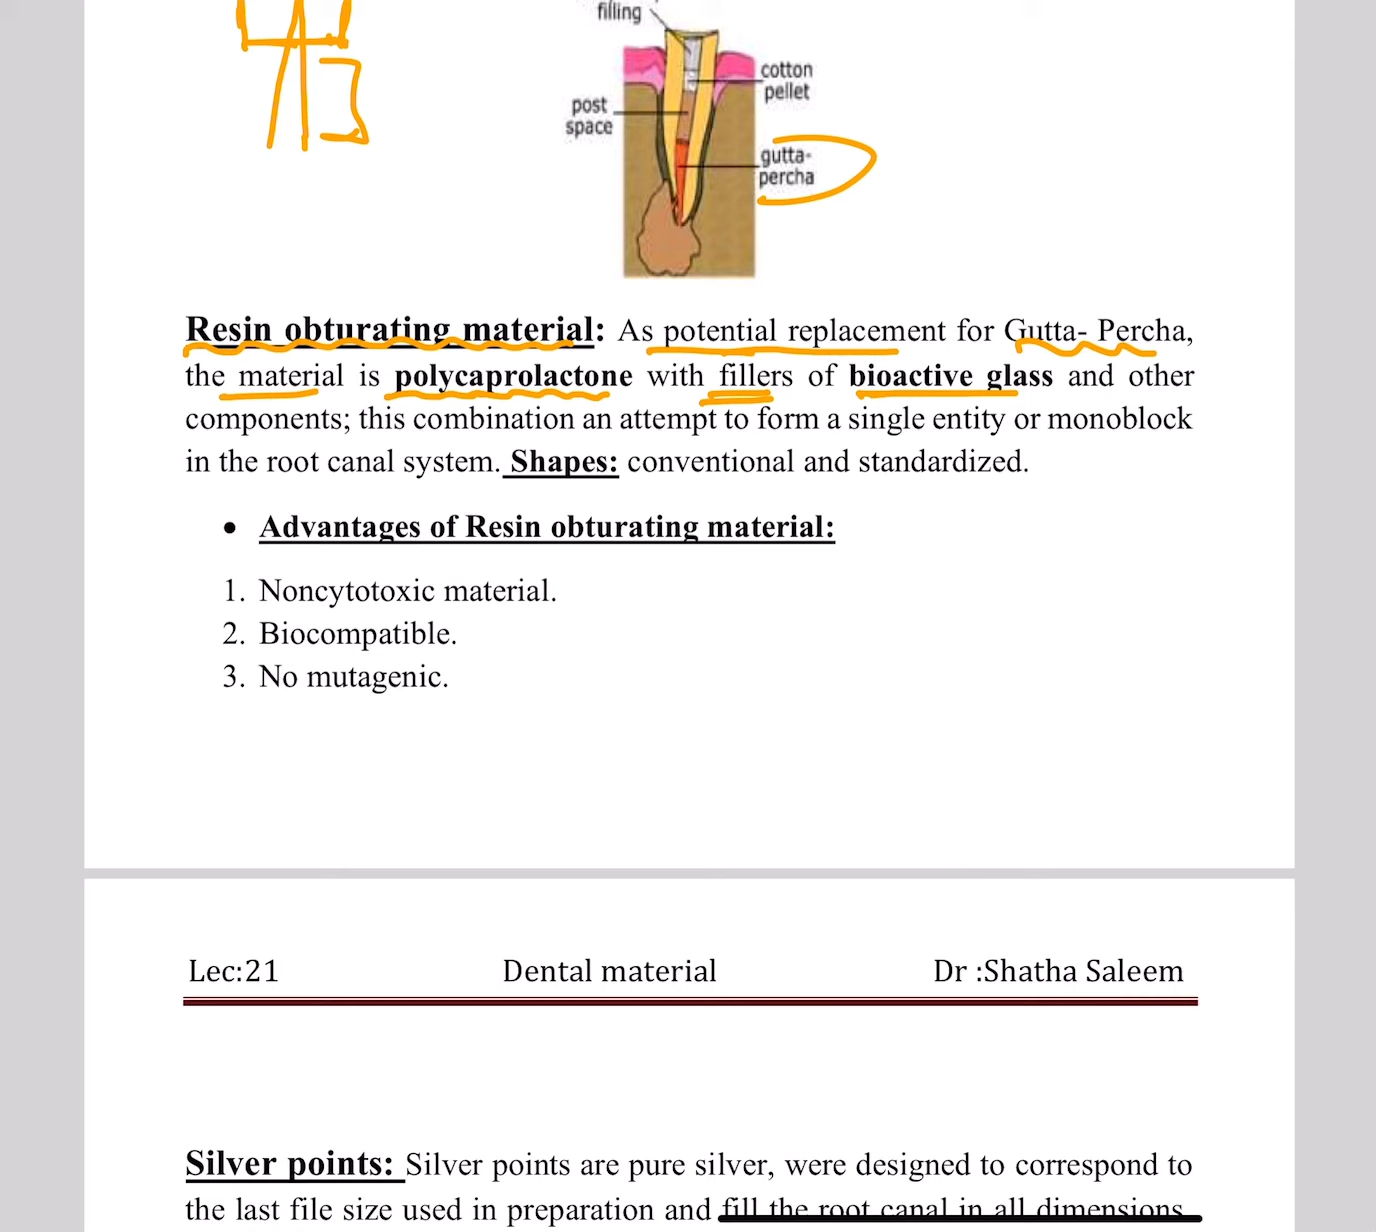 filling
cotton
pellet
post
space
gutta-
percha
Resin obturating material: As potential replacement for Gutta- Percha,
the material is polycaprolactone with fillers of bioactive glass and other
components; this combination an attempt to form a single entity or monoblock
in the root canal system. Shapes: conventional and standardized.
• Advantages of Resin obturating material:
1. Noncytotoxic material.
2. Biocompatible.
3. No mutagenic.
Lec:21 Dental material Dr :Shatha Saleem
Silver points: Silver points are pure silver, were designed to correspond to
the last file size used in preparation and fill the root canal in all dimensions.